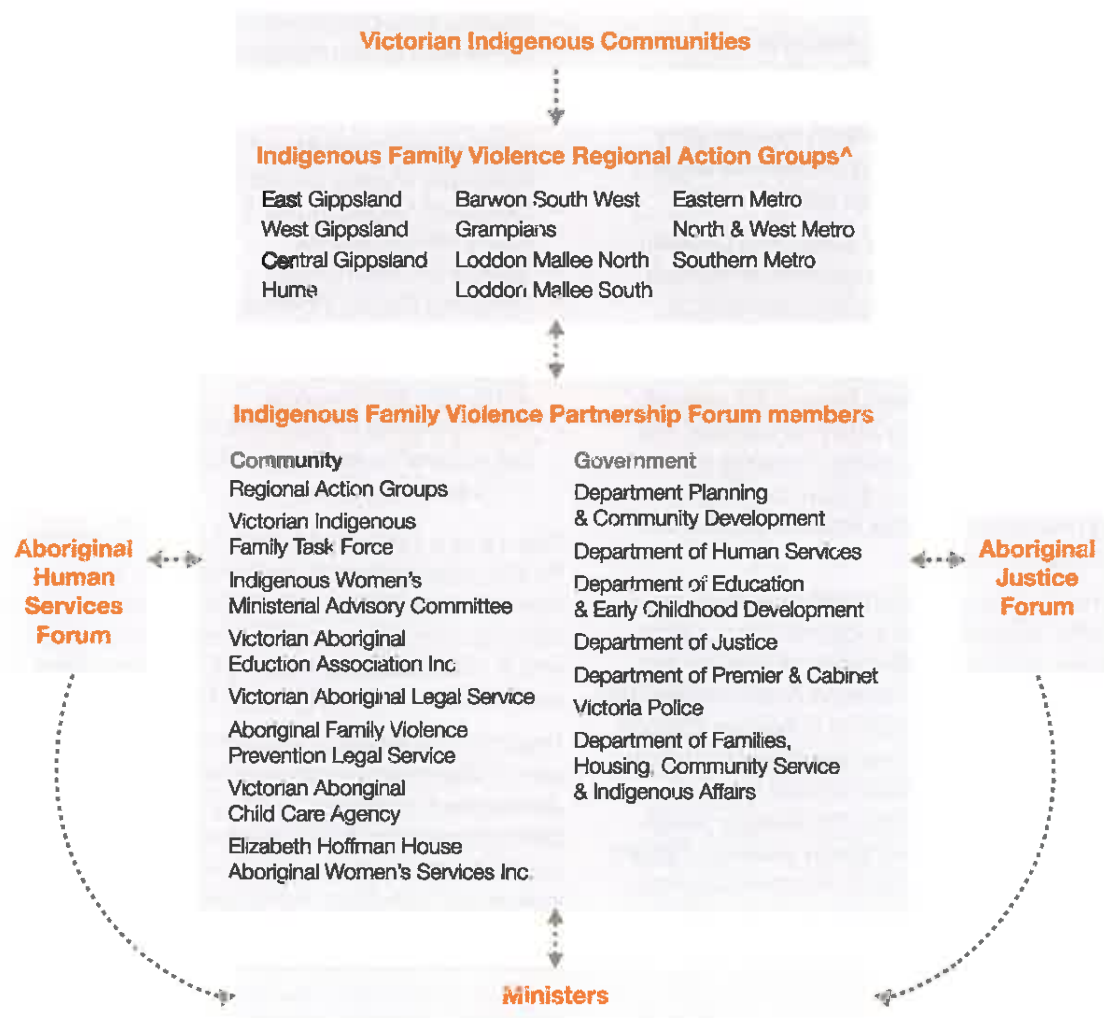 Victorian Indigenous Communities
Indigenous Family Violence Regional Action Groups^
East Gippsland
West Gippsland
Central Gippsland
Hume
Barwon South West
Grampians
Loddon Mallee North
Loddon Mallee South
Eastern Metro
North & West Metro
Southern Metro
Indigenous Family Violence Partnership Forum members
Community
Regional Action Groups
Victorian Indigenous
Family Task Force
Indigenous Women's
Ministerial Advisory Committee
Victorian Aboriginal
Eduction Association Inc
Victorian Aboriginal Legal Service
Aboriginal Family Violence
Prevention Legal Service
Victorian Aboriginal
Child Care Agency
Elizabeth Hoffman House
Aboriginal Women's Services Inc.
Government
Department Planning
& Community Development
Department of Human Services
Department of Education
& Early Childhood Development
Department of Justice
Department of Premier & Cabinet
Victoria Police
Department of Families,
Housing, Community Service
& Indigenous Affairs
Aboriginal
Human
Services
Forum
Aboriginal
Justice
Forum
Ministers